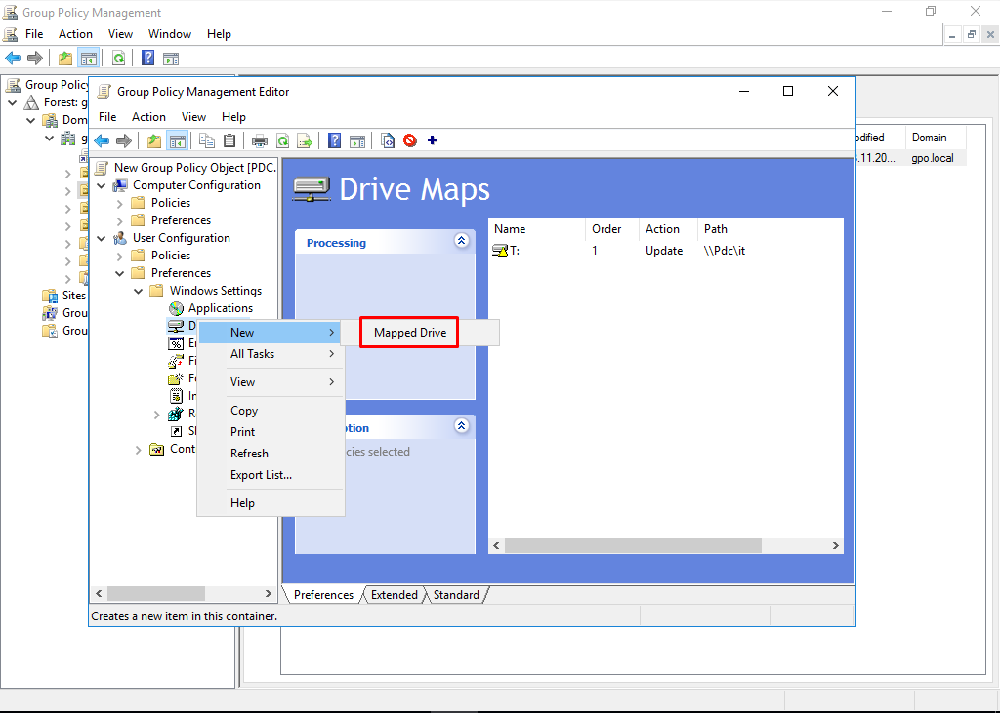 Group Policy Management
File Action View Window Help
Group Policy
Forest: g
Dom
g
Sites
Grou
Grou
Group Policy Management Editor
File Action View Help
New Group Policy Object [PDC.
Computer Configuration
Policies
Preferences
User Configuration
Policies
Preferences
Windows Settings
Applications
D
E
Fi
F
In
R
Sh
Cont
New
All Tasks
View
Copy
Print
Refresh
Export List...
Help
Mapped Drive
Drive Maps
Processing
Name Order Action Path
T: 1 Update \\Pdc\it
ption
cies selected
Preferences Extended Standard
Creates a new item in this container.
odified Domain
.11.20... gpo.local